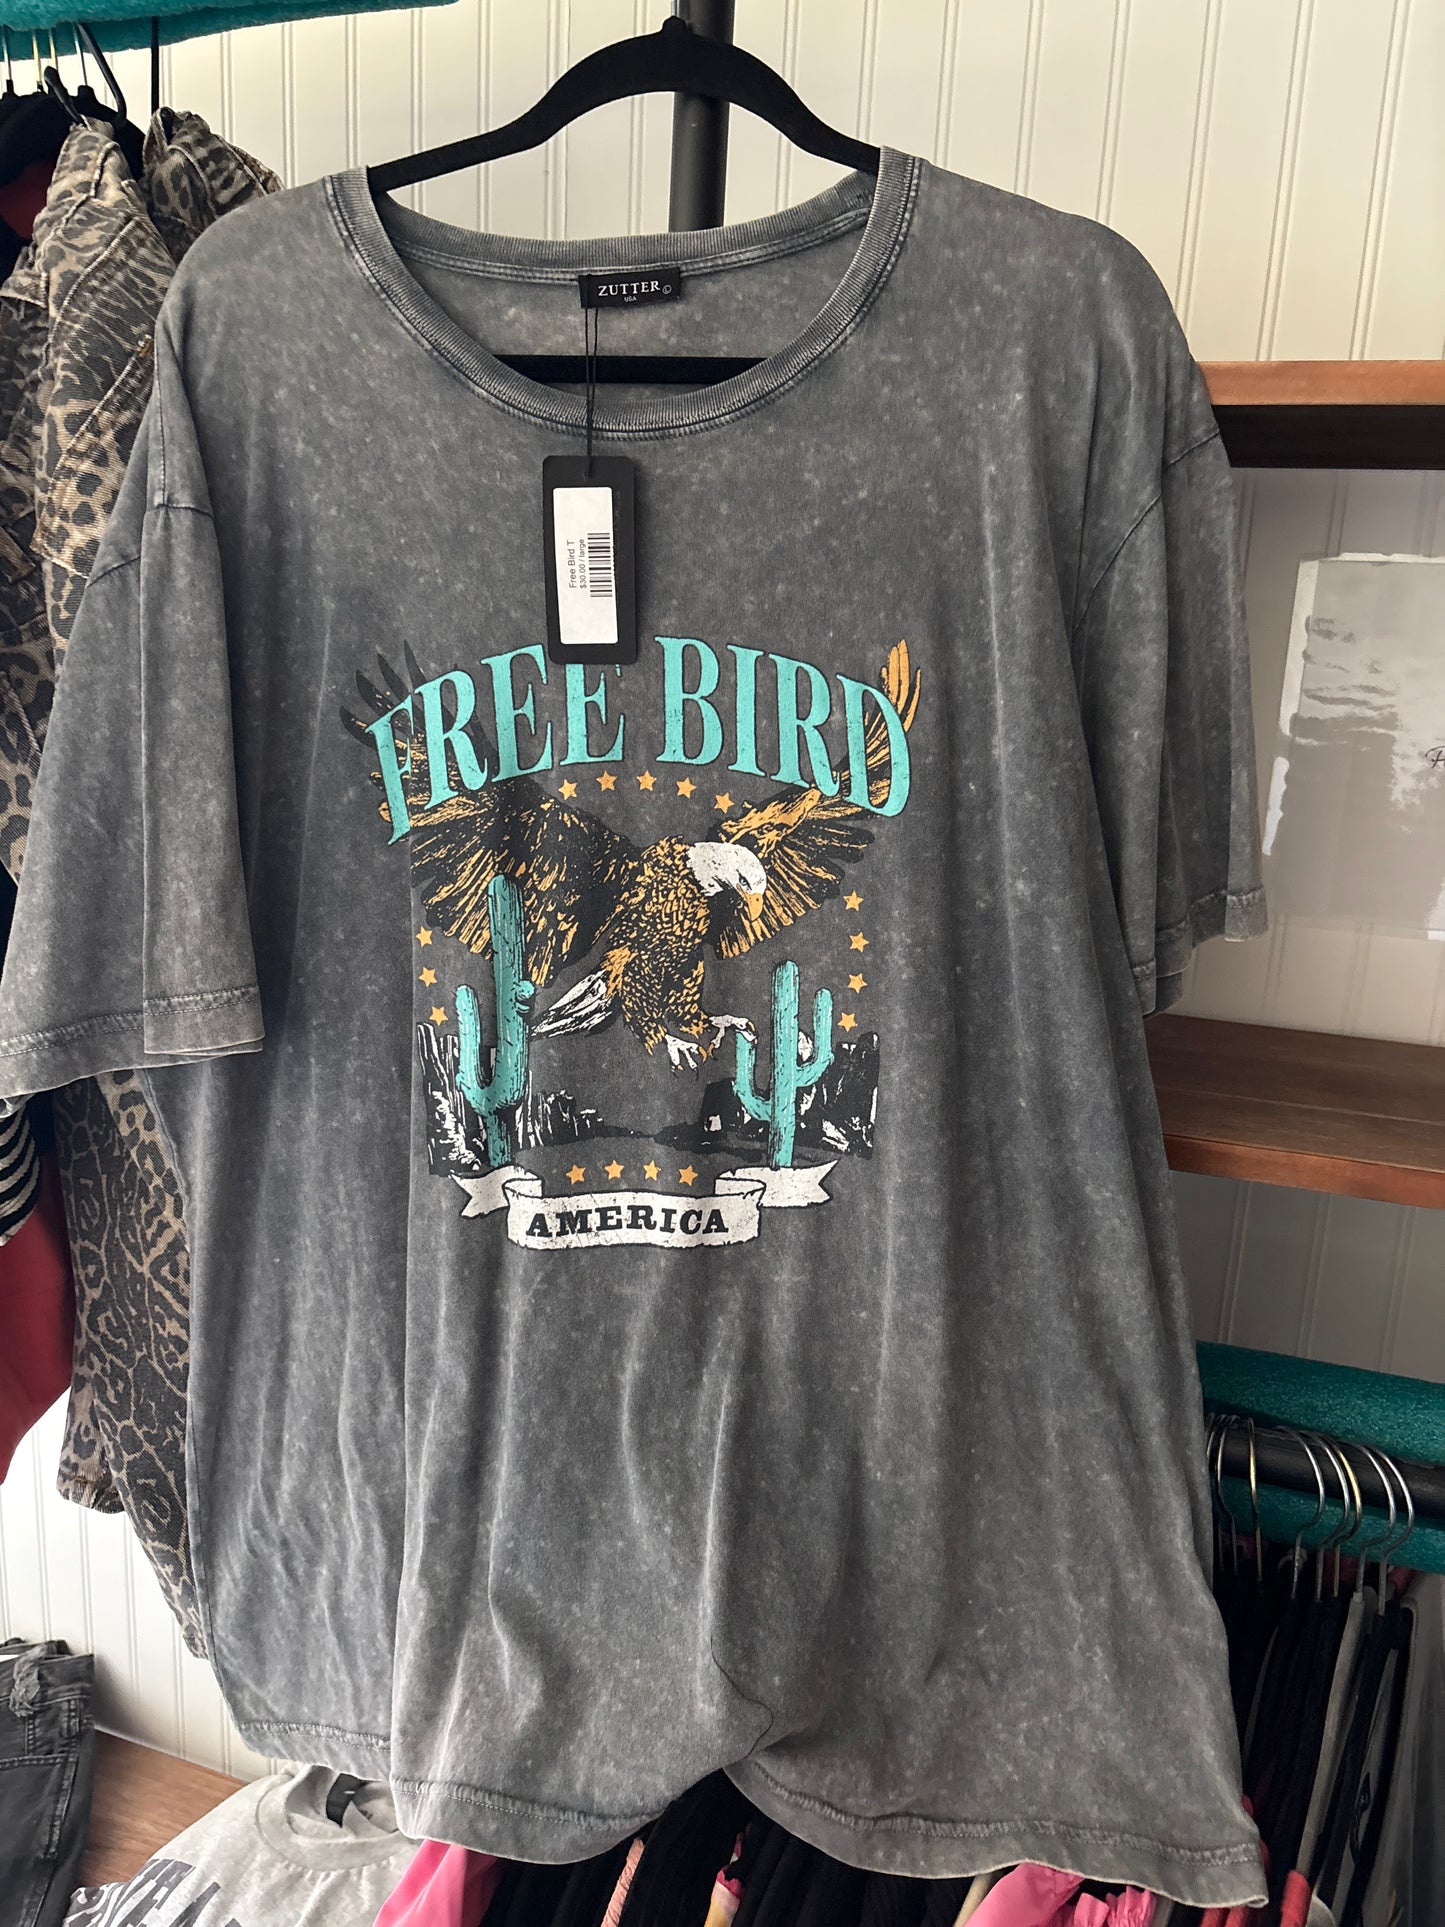 ZUTTER©
USA
Free Bird T
$30.00 / large
FREE BIRD
AMERICA